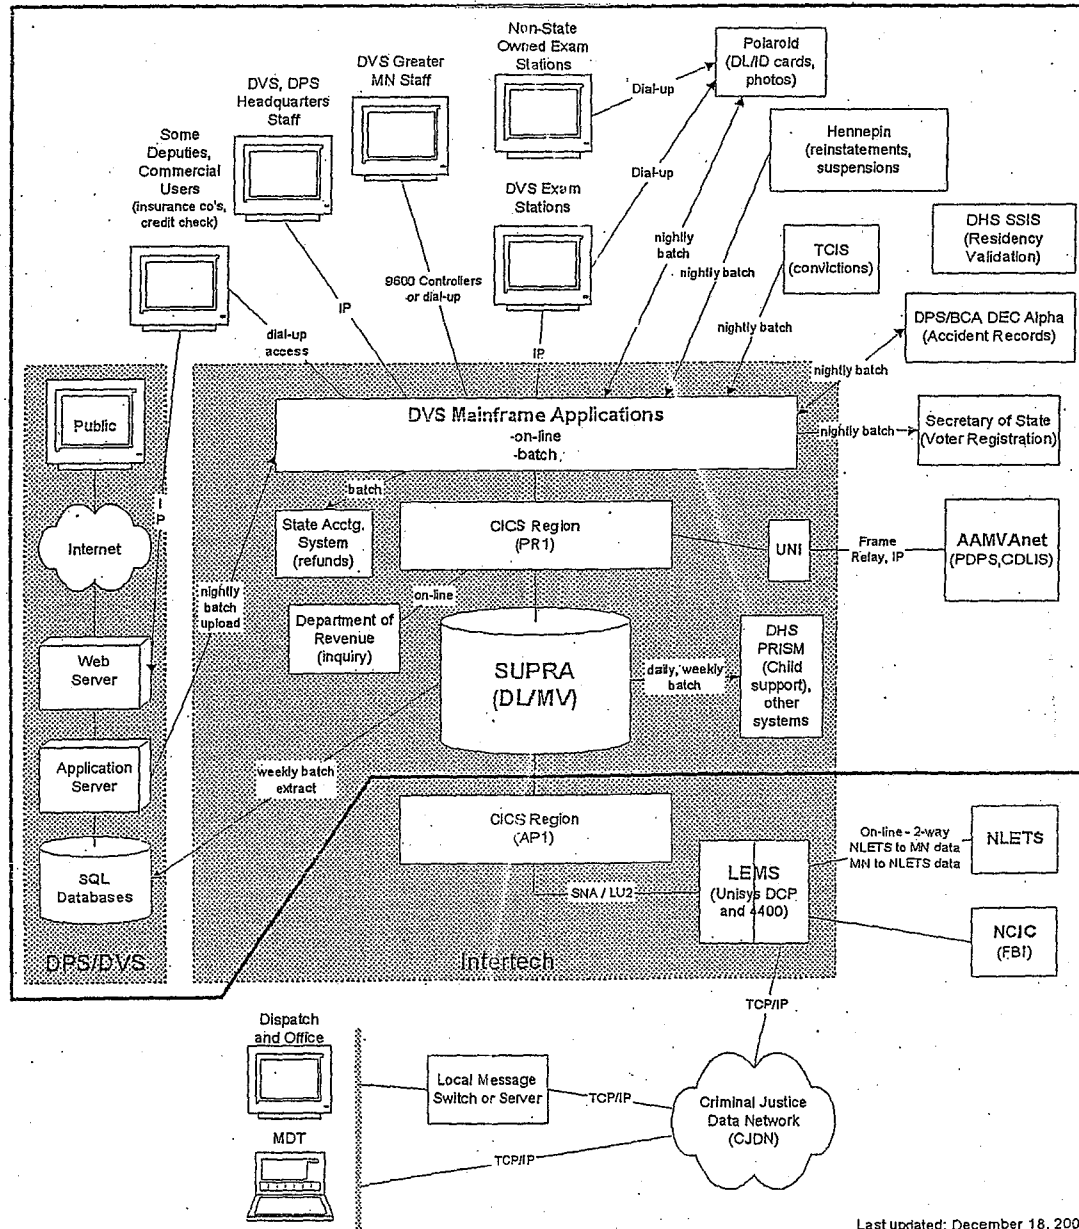 Non-State
Owned Exam
Stations
Polaroid
(DL/ID cards,
photos)
DVS Greater
MN Staff
DVS, DPS
Headquarters
Staff
Dial-up
Some
Deputies,
Commercial
Users
(insurance co's,
credit check)
Hennepin
(reinstatements,
suspensions
Dial-up
DVS Exam
Stations
DHS SSIS
(Residency
Validation)
TCIS
(convictions)
nightly
batch
nightly batch
9600 Controllers
or dial-up
IP
DPS/BCA DEC Alpha
(Accident Records)
nightly batch
dial-up
access
IP
nightly batch
Public
DVS Mainframe Applications
-on-line
-batch
nightly batch
Secretary of State
(Voter Registration)
batch
I
P
State Acctg.
System
(refunds)
CICS Region
(PR1)
UNI
Frame
Relay, IP
AAMVAnet
(PDPS,CDLIS)
Internet
nightly
batch
upload
on-line
Department of
Revenue
(inquiry)
Web
Server
SUPRA
(DL/MV)
daily, weekly
batch
DHS
PRISM
(Child
support),
other
systems
Application
Server
weekly batch
extract
CICS Region
(AP1)
SQL
Databases
SNA / LU2
LEMS
(Unisys DCP
and 4400)
On-line - 2-way
NLETS to MN data
MN to NLETS data
NLETS
NCIC
(FBI)
DPS/DVS
Intertech
TCP/IP
Dispatch
and Office
Local Message
Switch or Server
TCP/IP
Criminal Justice
Data Network
(CJDN)
MDT
TCP/IP
Last updated: December 18, 200